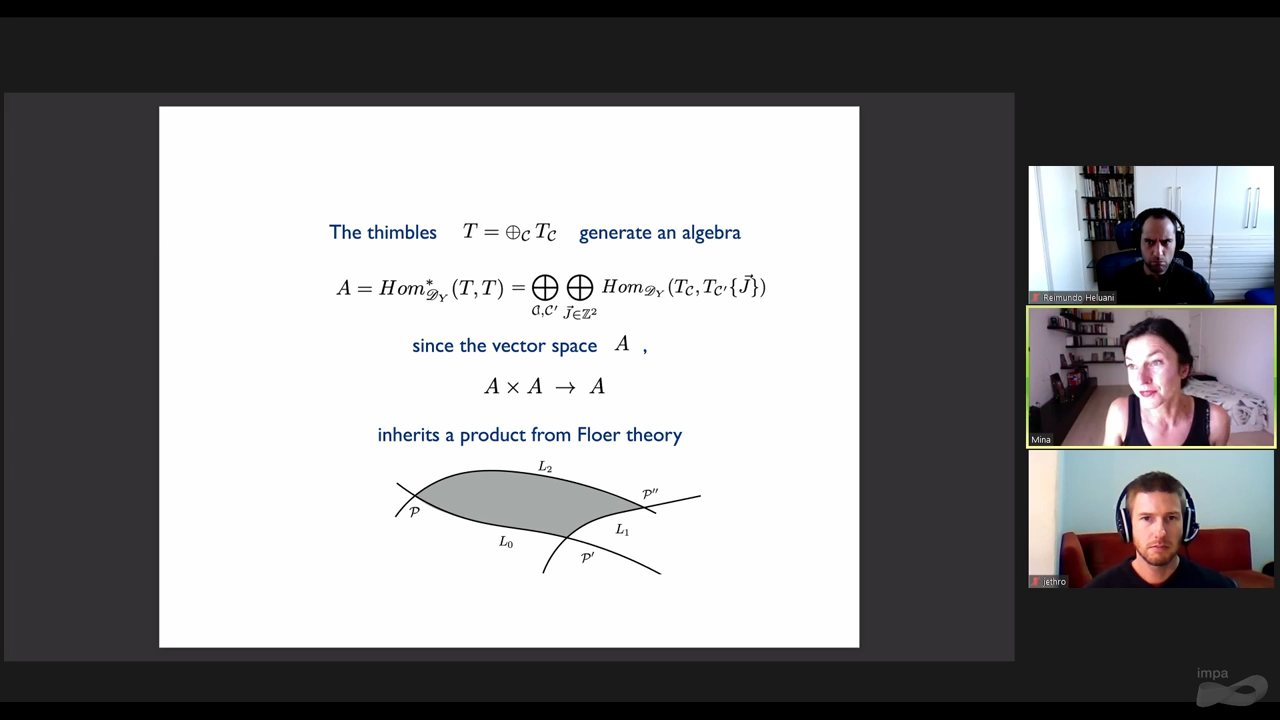 The thimbles T = ⊕_𝒞 T_𝒞 generate an algebra
A = Hom*_{𝒟_Y}(T, T) = ⊕_{𝒞,𝒞′} ⊕_{J⃗∈ℤ²} Hom_{𝒟_Y}(T_𝒞, T_{𝒞′}{J⃗})
since the vector space A ,
A × A → A
inherits a product from Floer theory
L₂
𝒫′′
𝒫
L₁
L₀
𝒫′
Reimundo Heluani
Mina
jethro
impa